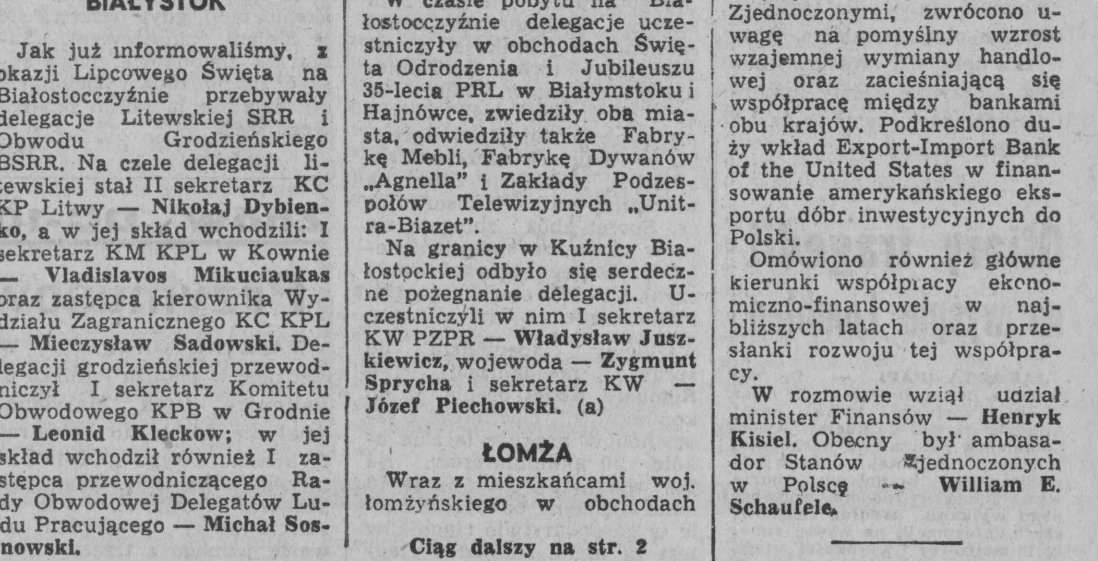 BIAŁYSTOK
Jak już informowaliśmy, z
okazji Lipcowego Święta na
Białostocczyźnie przebywały
delegacje Litewskiej SRR i
Obwodu Grodzieńskiego
BSRR. Na czele delegacji li-
tewskiej stał II sekretarz KC
KP Litwy — Nikołaj Dybien-
ko, a w jej skład wchodzili: I
sekretarz KM KPL w Kownie
— Vladislavos Mikuciaukas
oraz zastępca kierownika Wy-
działu Zagranicznego KC KPL
— Mieczysław Sadowski. De-
legacji grodzieńskiej przewod-
niczył I sekretarz Komitetu
Obwodowego KPB w Grodnie
— Leonid Kleckow; w jej
skład wchodził również I za-
stępca przewodniczącego Ra-
dy Obwodowej Delegatów Lu-
du Pracującego — Michał Sos-
nowski.
W czasie pobytu na Bia-
łostocczyźnie delegacje ucze-
stniczyły w obchodach Świę-
ta Odrodzenia i Jubileuszu
35-lecia PRL w Białymstoku i
Hajnówce, zwiedziły oba mia-
sta, odwiedziły także Fabry-
kę Mebli, Fabrykę Dywanów
„Agnella" i Zakłady Podzes-
połów Telewizyjnych „Unit-
ra-Biazet".
Na granicy w Kuźnicy Bia-
łostockiej odbyło się serdecz-
ne pożegnanie delegacji. U-
czestniczyli w nim I sekretarz
KW PZPR — Władysław Jusz-
kiewicz, wojewoda — Zygmunt
Sprycha i sekretarz KW —
Józef Piechowski. (a)
ŁOMŻA
Wraz z mieszkańcami woj.
łomżyńskiego w obchodach
Ciąg dalszy na str. 2
Zjednoczonymi, zwrócono u-
wagę na pomyślny wzrost
wzajemnej wymiany handlo-
wej oraz zacieśniającą się
współpracę między bankami
obu krajów. Podkreślono du-
ży wkład Export-Import Bank
of the United States w finan-
sowanie amerykańskiego eks-
portu dóbr inwestycyjnych do
Polski.
Omówiono również główne
kierunki współpracy ekono-
miczno-finansowej w naj-
bliższych latach oraz prze-
słanki rozwoju tej współpra-
cy.
W rozmowie wziął udział
minister Finansów — Henryk
Kisiel. Obecny był ambasa-
dor Stanów Zjednoczonych
w Polsce — William E.
Schaufele.